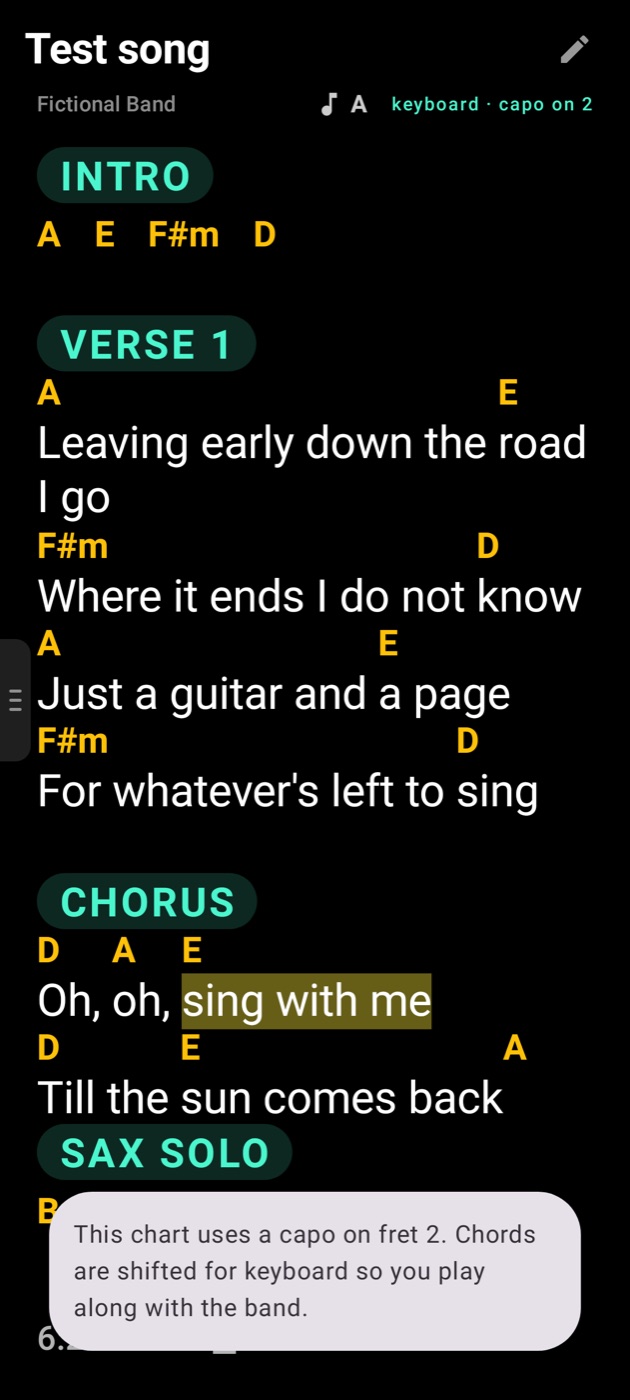 Test song
Fictional Band
A keyboard · capo on 2
INTRO
A E F#m D
VERSE 1
A E
Leaving early down the road
I go
F#m D
Where it ends I do not know
A E
Just a guitar and a page
F#m D
For whatever's left to sing
CHORUS
D A E
Oh, oh, sing with me
D E A
Till the sun comes back
SAX SOLO
This chart uses a capo on fret 2. Chords
are shifted for keyboard so you play
along with the band.